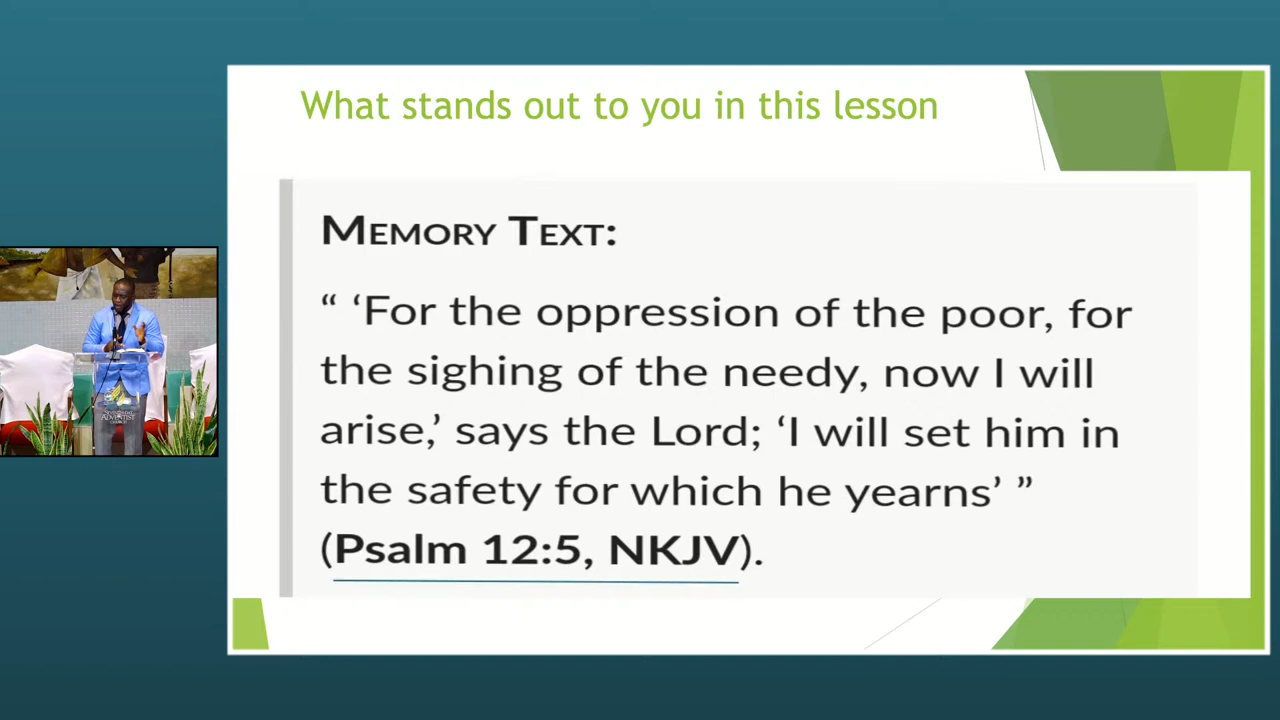 What stands out to you in this lesson
MEMORY TEXT:
“ ‘For the oppression of the poor, for
the sighing of the needy, now I will
arise,’ says the Lord; ‘I will set him in
the safety for which he yearns’ ”
(Psalm 12:5, NKJV).
ADVENTIST
CHURCH